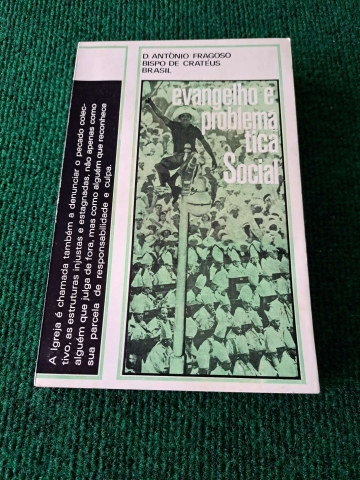 D. ANTÓNIO FRAGOSO
BISPO DE CRATÉUS
BRASIL
evangelho e
problemá
tica
Social
A Igreja é chamada também a denunciar o pecado colec-
tivo, as estruturas injustas e estagnadas, não apenas como
alguém que julga de fora, mas como alguém que reconhece
sua parcela de responsabilidade e culpa.